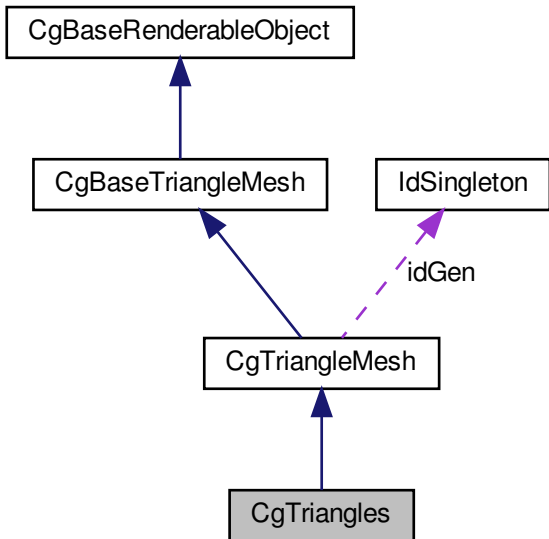 CgBaseRenderableObject
CgBaseTriangleMesh
IdSingleton
idGen
CgTriangleMesh
CgTriangles